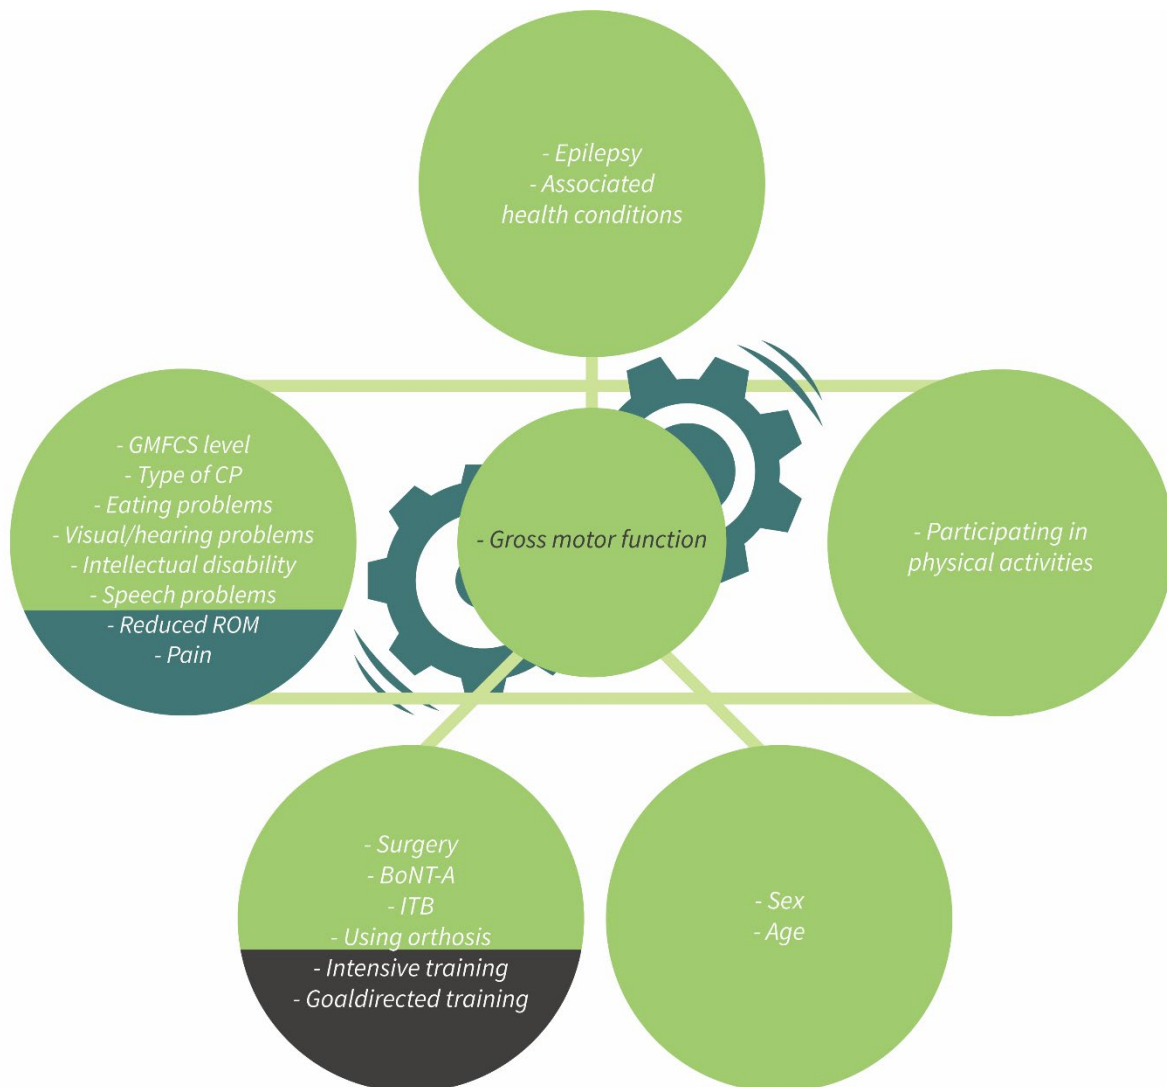 - Epilepsy
- Associated
health conditions
- GMFCS level
- Type of CP
- Eating problems
- Visual/hearing problems
- Intellectual disability
- Speech problems
- Reduced ROM
- Pain
- Gross motor function
- Participating in
physical activities
- Surgery
- BoNT-A
- ITB
- Using orthosis
- Intensive training
- Goaldirected training
- Sex
- Age